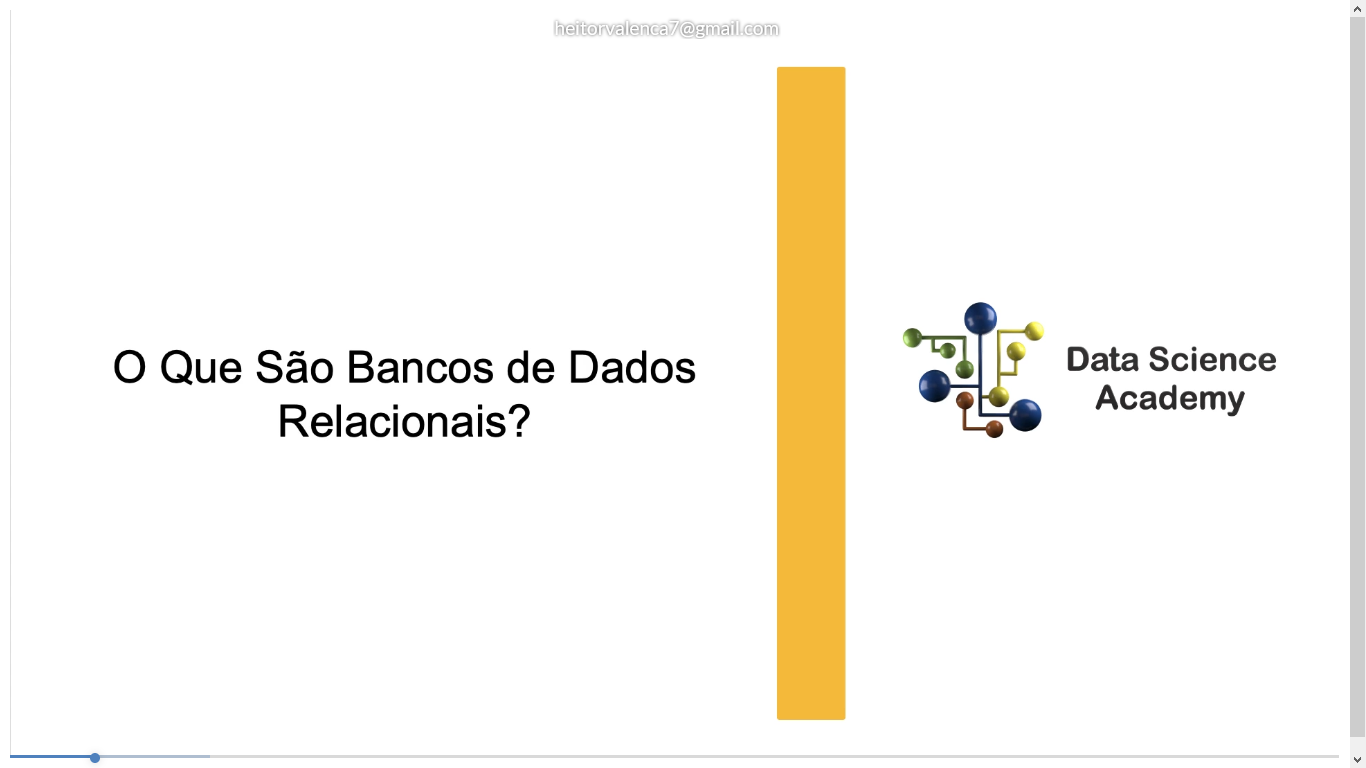 heitorvalenca7@gmail.com
O Que São Bancos de Dados
Relacionais?
Data Science
Academy